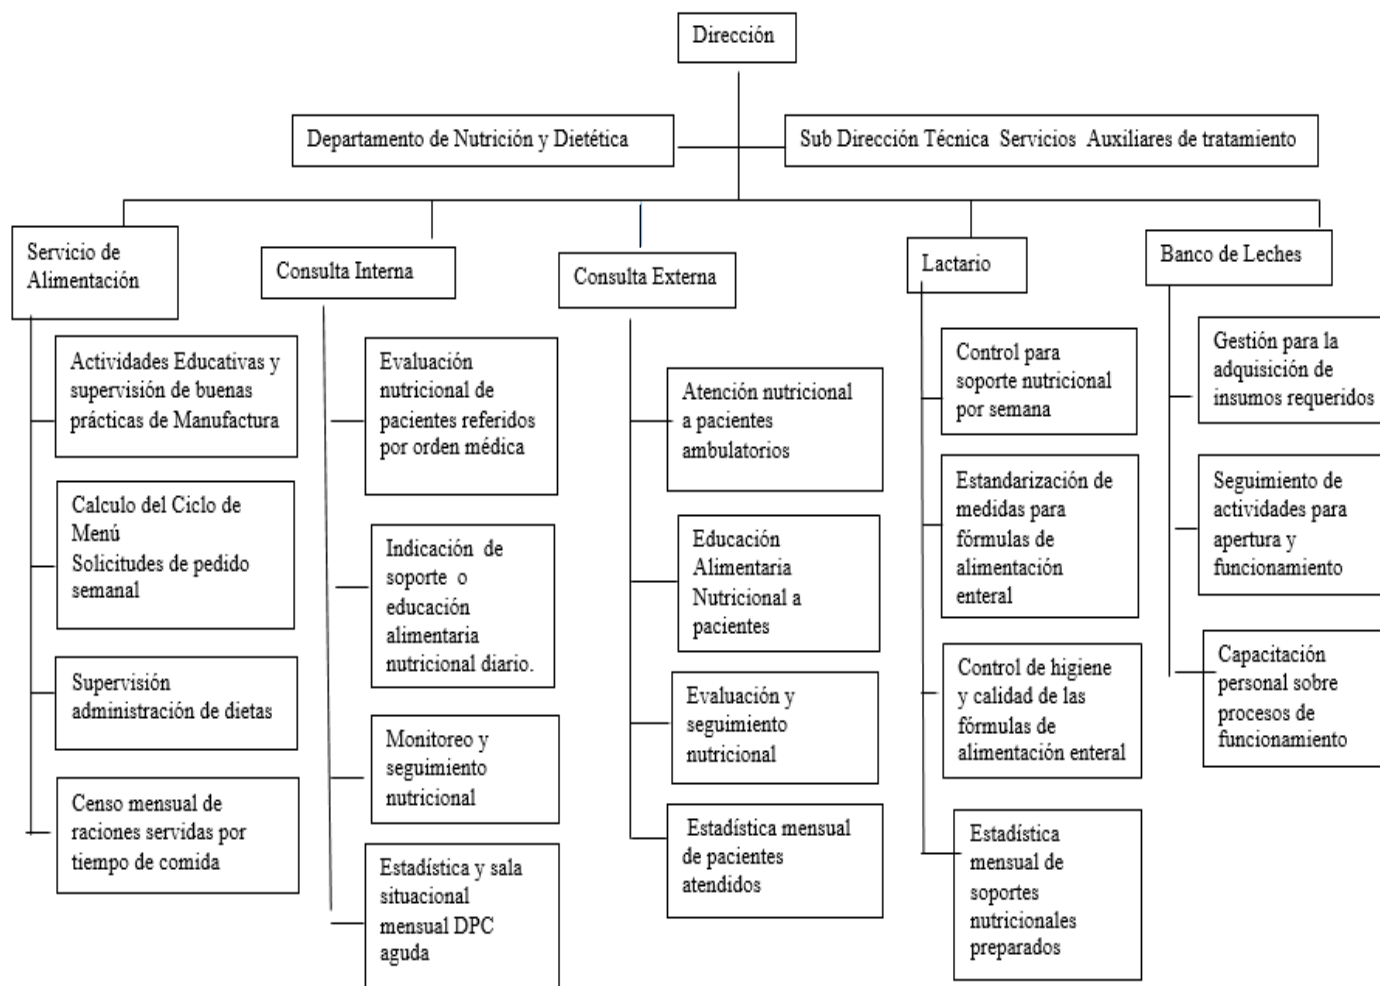 Dirección
Departamento de Nutrición y Dietética
Sub Dirección Técnica Servicios Auxiliares de tratamiento
Servicio de
Alimentación
Consulta Interna
Consulta Externa
Lactario
Banco de Leches
Actividades Educativas y
supervisión de buenas
prácticas de Manufactura
Calculo del Ciclo de
Menú
Solicitudes de pedido
semanal
Supervisión
administración de dietas
Censo mensual de
raciones servidas por
tiempo de comida
Evaluación
nutricional de
pacientes referidos
por orden médica
Indicación de
soporte o
educación
alimentaria
nutricional diario.
Monitoreo y
seguimiento
nutricional
Estadística y sala
situacional
mensual DPC
aguda
Atención nutricional
a pacientes
ambulatorios
Educación
Alimentaria
Nutricional a
pacientes
Evaluación y
seguimiento
nutricional
Estadística mensual
de pacientes
atendidos
Control para
soporte nutricional
por semana
Estandarización de
medidas para
fórmulas de
alimentación
enteral
Control de higiene
y calidad de las
fórmulas de
alimentación enteral
Estadística
mensual de
soportes
nutricionales
preparados
Gestión para la
adquisición de
insumos requeridos
Seguimiento de
actividades para
apertura y
funcionamiento
Capacitación
personal sobre
procesos de
funcionamiento